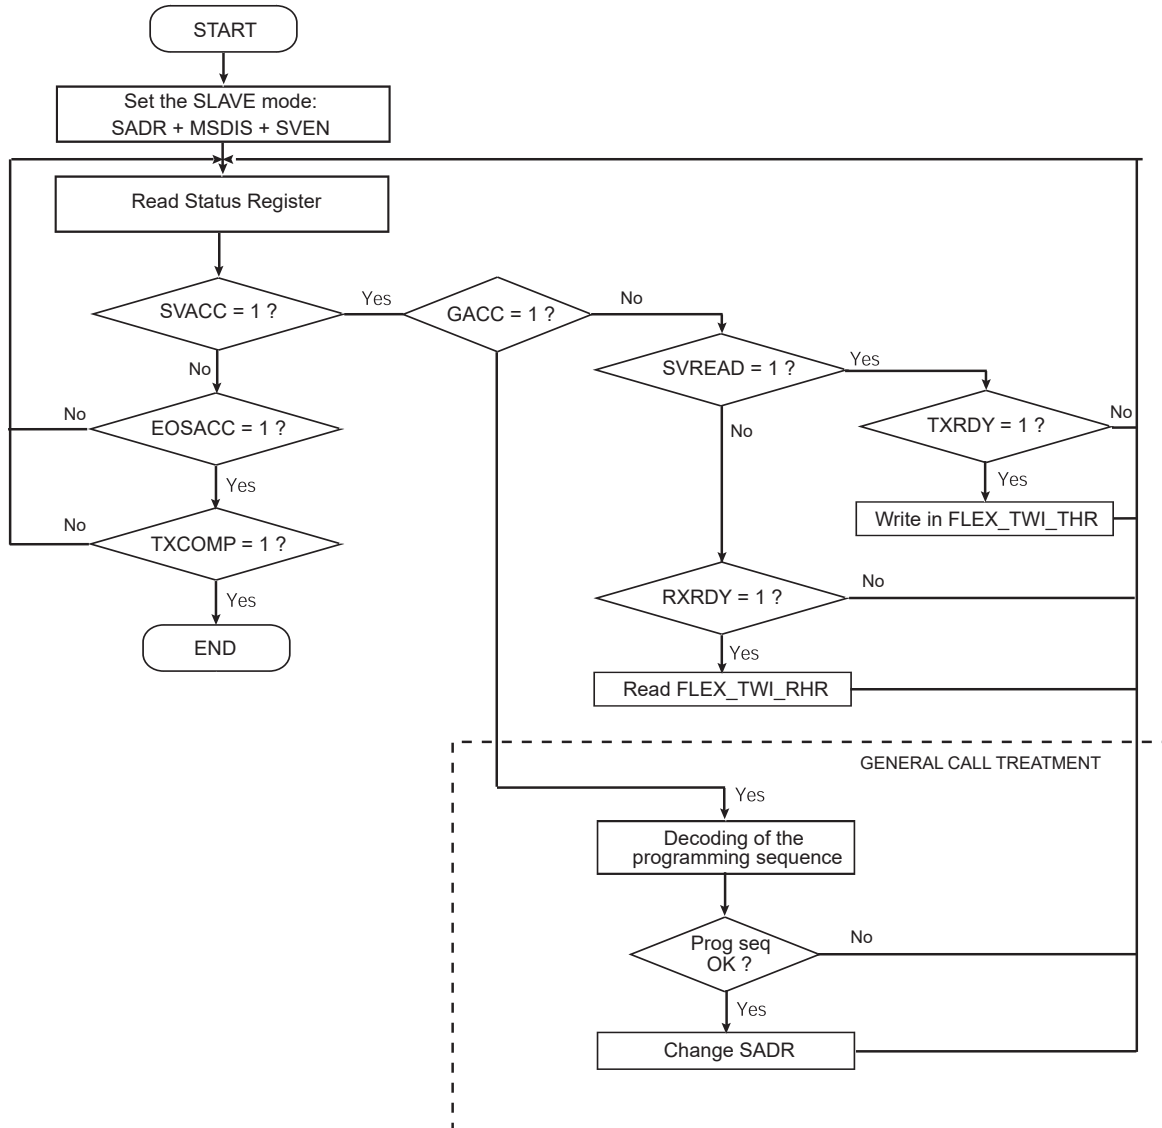 START
Set the SLAVE mode:
SADR + MSDIS + SVEN
Read Status Register
SVACC = 1 ?
Yes
GACC = 1 ?
No
SVREAD = 1 ?
Yes
No
No
EOSACC = 1 ?
No
TXRDY = 1 ?
No
Yes
Yes
Write in FLEX_TWI_THR
No
TXCOMP = 1 ?
RXRDY = 1 ?
No
Yes
END
Yes
Read FLEX_TWI_RHR
GENERAL CALL TREATMENT
Yes
Decoding of the
programming sequence
Prog seq
OK ?
No
Yes
Change SADR